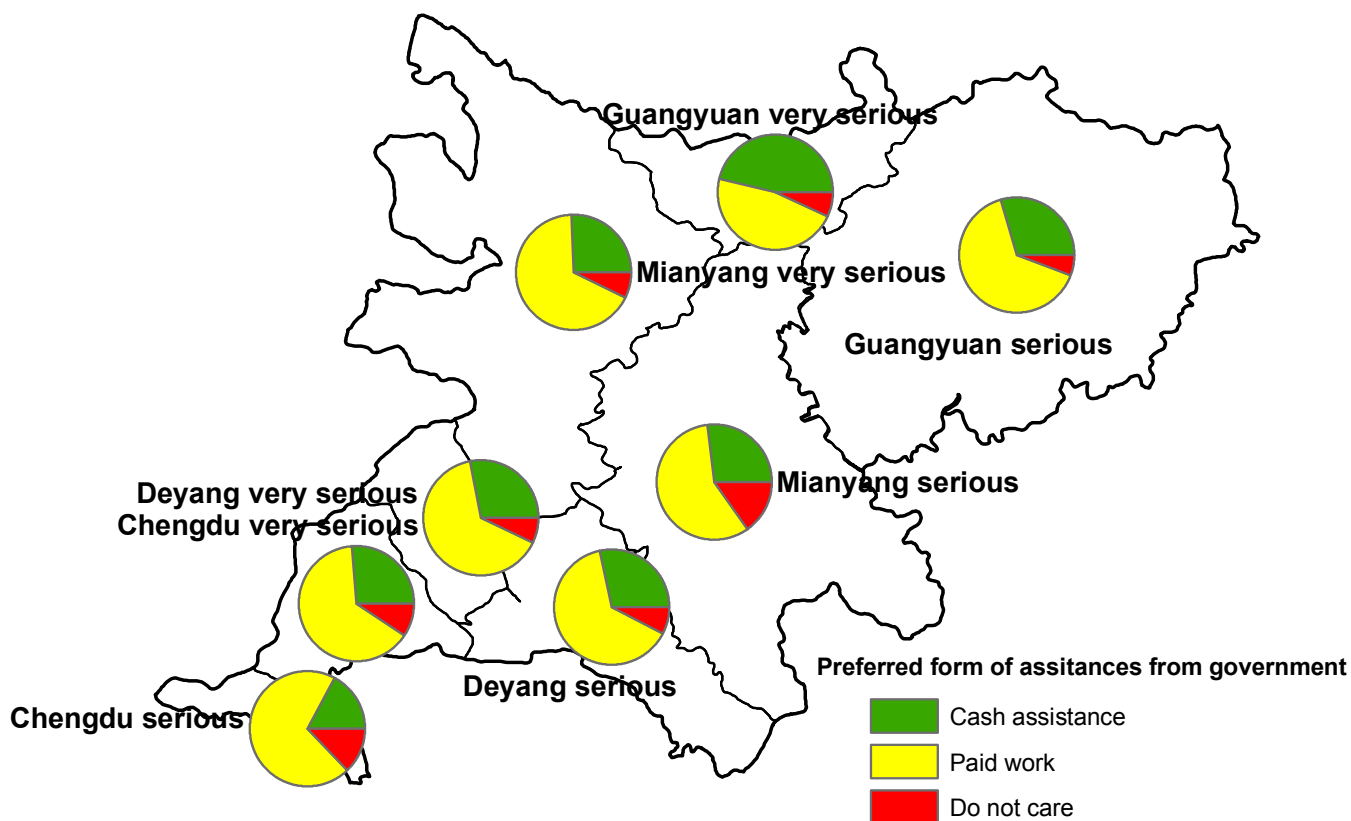 Guangyuan very serious
Mianyang very serious
Guangyuan serious
Mianyang serious
Deyang very serious
Chengdu very serious
Deyang serious
Chengdu serious
Preferred form of assitances from government
Cash assistance
Paid work
Do not care